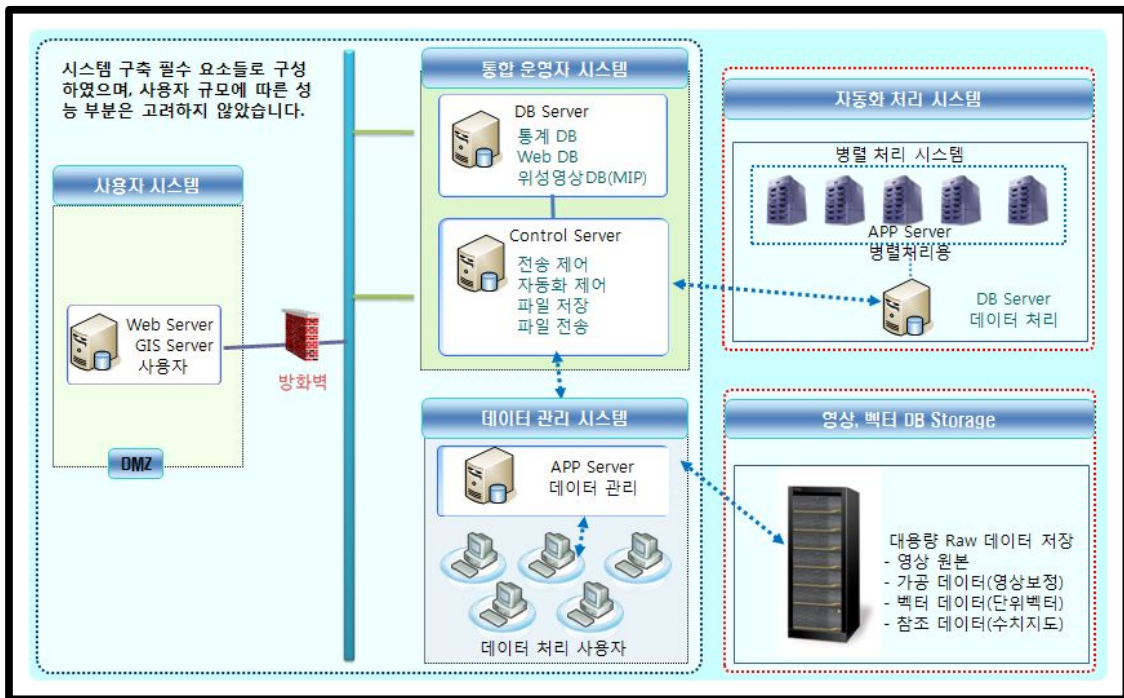 시스템 구축 필수 요소들로 구성
하였으며, 사용자 규모에 따른 성
능 부분은 고려하지 않았습니다.
사용자 시스템
Web Server
GIS Server
사용자
DMZ
방화벽
통합 운영자 시스템
DB Server
통계 DB
Web DB
위성영상DB(MIP)
Control Server
전송 제어
자동화 제어
파일 저장
파일 전송
데이터 관리 시스템
APP Server
데이터 관리
데이터 처리 사용자
자동화 처리 시스템
병렬 처리 시스템
APP Server
병렬처리용
DB Server
데이터 처리
영상, 벡터 DB Storage
대용량 Raw 데이터 저장
- 영상 원본
- 가공 데이터(영상보정)
- 벡터 데이터(단위벡터)
- 참조 데이터(수치지도)